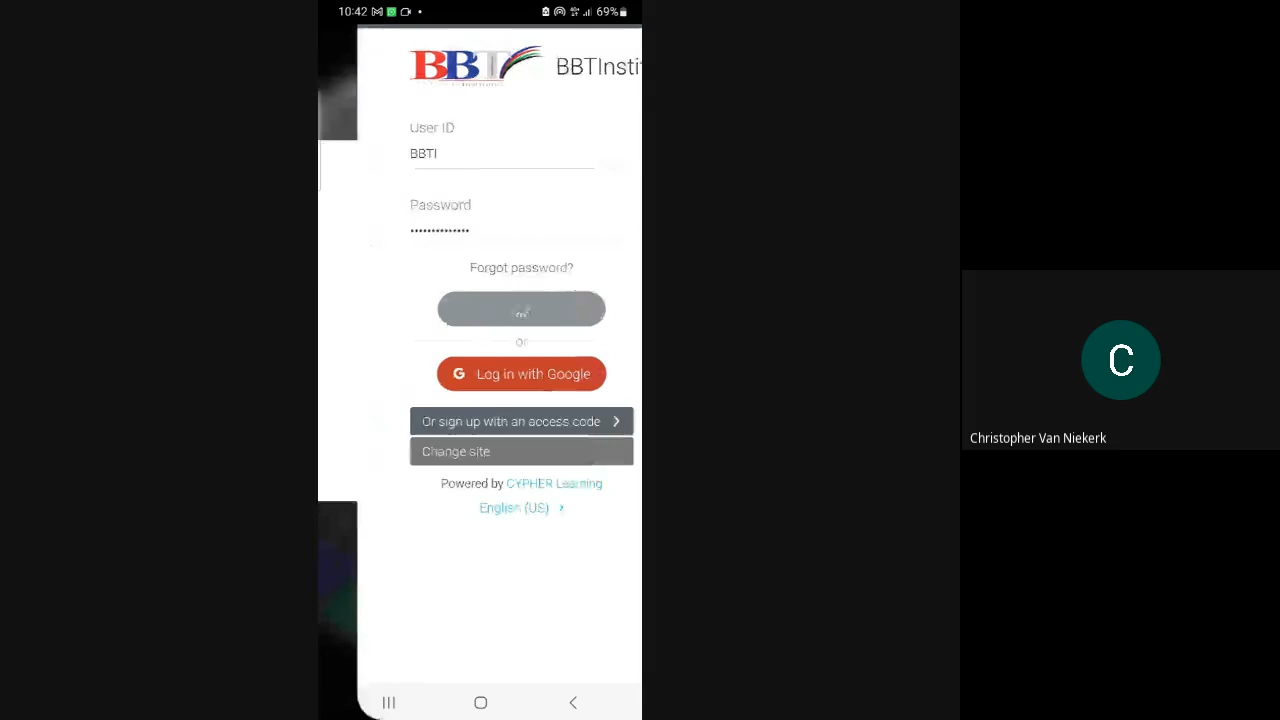 10:42
69%
BBT
BBTInsti
User ID
BBTI
Password
••••••••••••••
Forgot password?
or
G Log in with Google
Or sign up with an access code
Change site
Powered by CYPHER Learning
English (US)
C
Christopher Van Niekerk